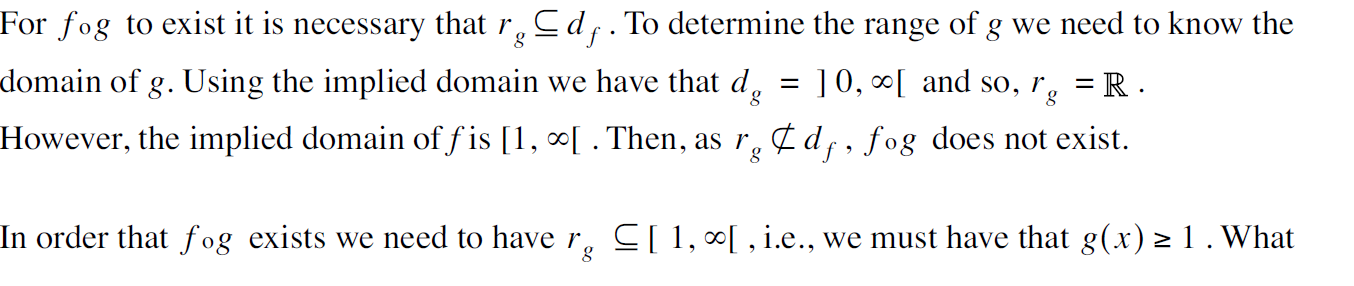 For f∘g to exist it is necessary that r_g ⊆ d_f . To determine the range of g we need to know the
domain of g. Using the implied domain we have that d_g = ]0, ∞[ and so, r_g = ℝ .
However, the implied domain of f is [1, ∞[ . Then, as r_g ⊄ d_f , f∘g does not exist.
In order that f∘g exists we need to have r_g ⊆ [ 1, ∞[ , i.e., we must have that g(x) ≥ 1 . What